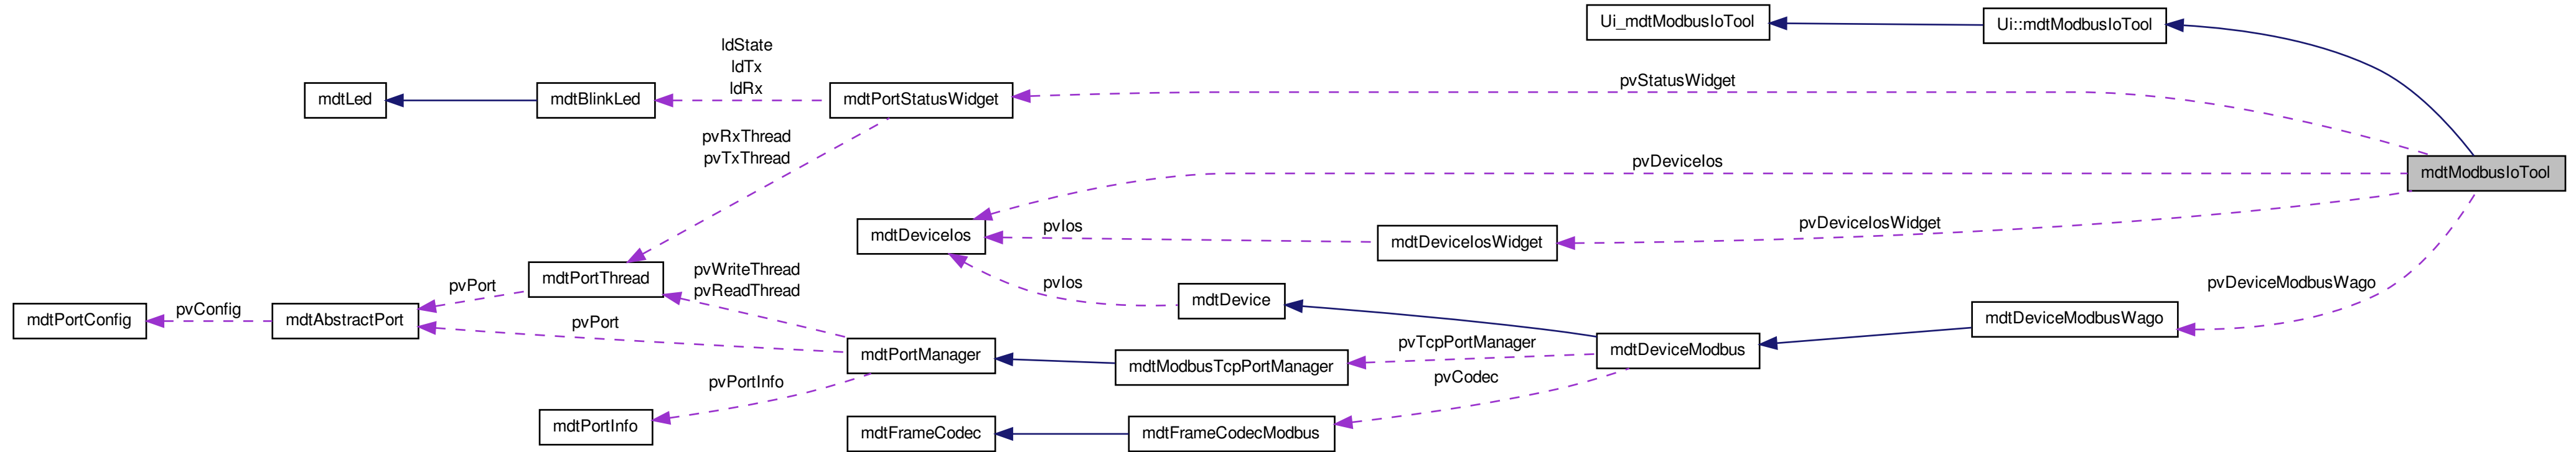 Ui_mdtModbusIoTool
Ui::mdtModbusIoTool
ldState
ldTx
ldRx
pvStatusWidget
mdtLed
mdtBlinkLed
mdtPortStatusWidget
pvRxThread
pvTxThread
pvDeviceIos
mdtModbusIoTool
mdtDeviceIos
pvIos
mdtDeviceIosWidget
pvDeviceIosWidget
mdtPortThread
pvWriteThread
pvReadThread
pvIos
mdtDevice
pvDeviceModbusWago
mdtPortConfig
pvConfig
mdtAbstractPort
pvPort
pvPort
mdtDeviceModbusWago
mdtPortManager
mdtModbusTcpPortManager
pvTcpPortManager
mdtDeviceModbus
pvPortInfo
pvCodec
mdtPortInfo
mdtFrameCodec
mdtFrameCodecModbus